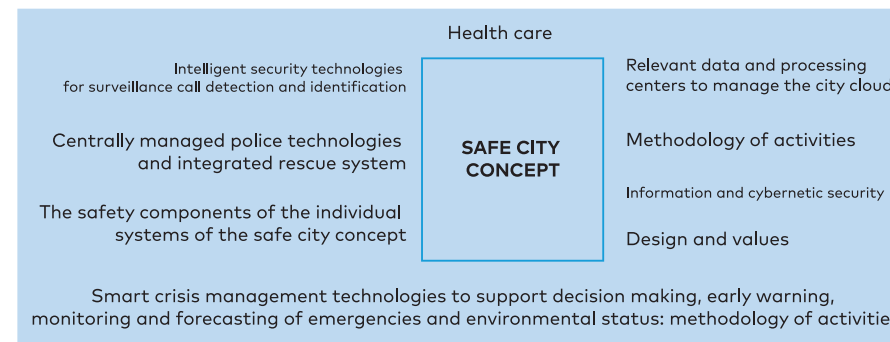 Health care
Intelligent security technologies
for surveillance call detection and identification
Centrally managed police technologies
and integrated rescue system
The safety components of the individual
systems of the safe city concept
SAFE CITY
CONCEPT
Relevant data and processing
centers to manage the city cloud
Methodology of activities
Information and cybernetic security
Design and values
Smart crisis management technologies to support decision making, early warning,
monitoring and forecasting of emergencies and environmental status: methodology of activitie